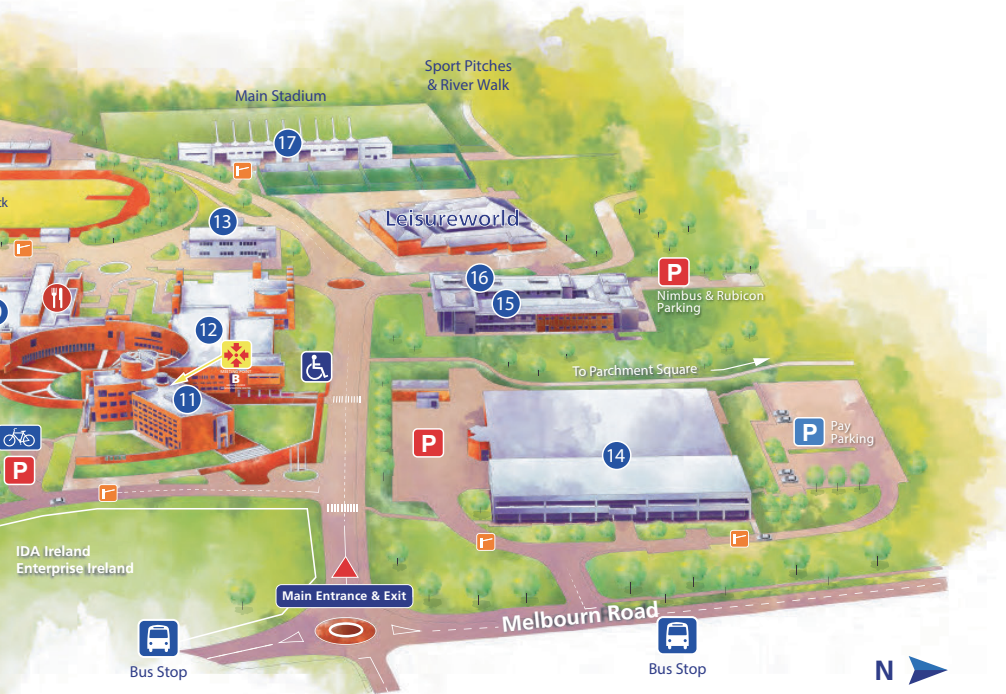 Sport Pitches
& River Walk
Main Stadium
17
13
Leisureworld
16
15
P
Nimbus & Rubicon
Parking
12
B
11
To Parchment Square
P
14
P
Pay
Parking
P
IDA Ireland
Enterprise Ireland
Main Entrance & Exit
Melbourn Road
Bus Stop
Bus Stop
N